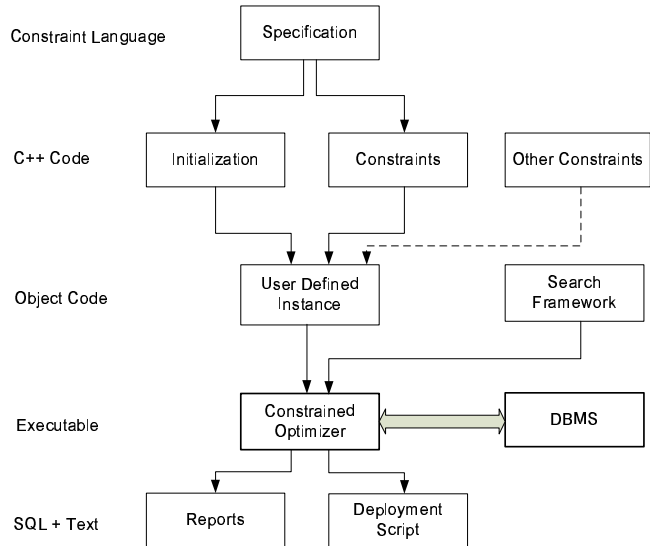 Constraint Language
Specification
C++ Code
Initialization
Constraints
Other Constraints
Object Code
User Defined
Instance
Search
Framework
Executable
Constrained
Optimizer
DBMS
SQL + Text
Reports
Deployment
Script